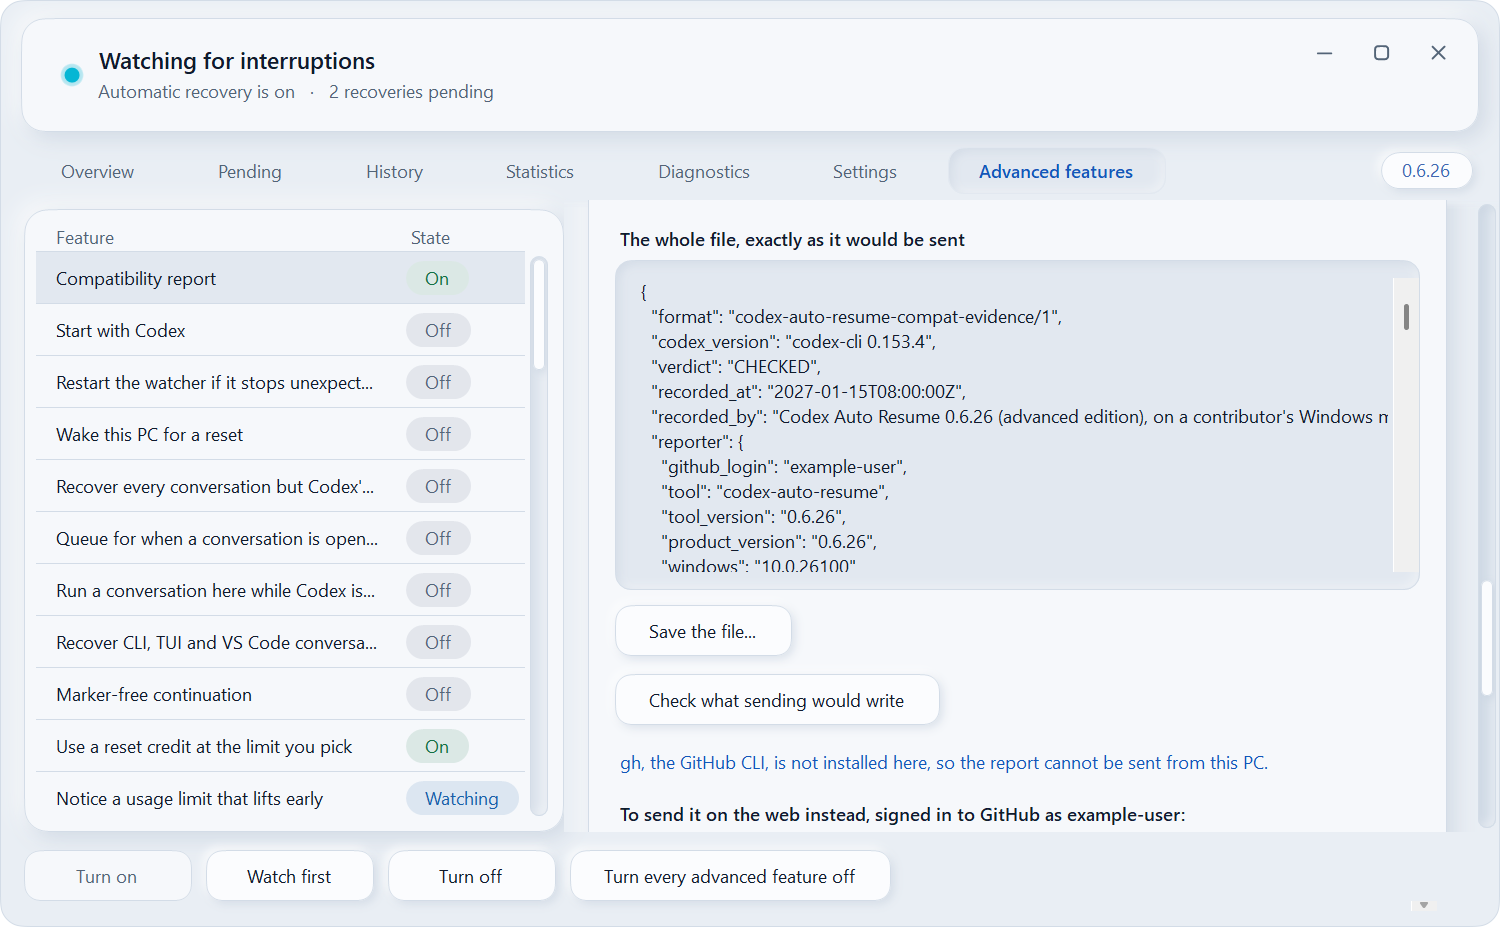 Watching for interruptions
Automatic recovery is on · 2 recoveries pending
Overview
Pending
History
Statistics
Diagnostics
Settings
Advanced features
0.6.26
Feature State
Compatibility report On
Start with Codex Off
Restart the watcher if it stops unexpect... Off
Wake this PC for a reset Off
Recover every conversation but Codex'... Off
Queue for when a conversation is open... Off
Run a conversation here while Codex is... Off
Recover CLI, TUI and VS Code conversa... Off
Marker-free continuation Off
Use a reset credit at the limit you pick On
Notice a usage limit that lifts early Watching
The whole file, exactly as it would be sent
{
"format": "codex-auto-resume-compat-evidence/1",
"codex_version": "codex-cli 0.153.4",
"verdict": "CHECKED",
"recorded_at": "2027-01-15T08:00:00Z",
"recorded_by": "Codex Auto Resume 0.6.26 (advanced edition), on a contributor's Windows m
"reporter": {
"github_login": "example-user",
"tool": "codex-auto-resume",
"tool_version": "0.6.26",
"product_version": "0.6.26",
"windows": "10.0.26100"
Save the file...
Check what sending would write
gh, the GitHub CLI, is not installed here, so the report cannot be sent from this PC.
To send it on the web instead, signed in to GitHub as example-user:
Turn on
Watch first
Turn off
Turn every advanced feature off